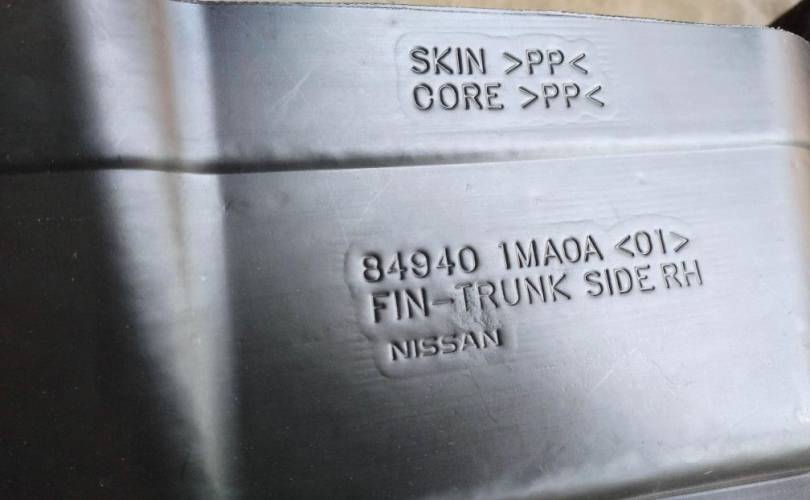 SKIN >PP<
CORE >PP<
84940 1MA0A <01>
FIN-TRUNK SIDE RH
NISSAN